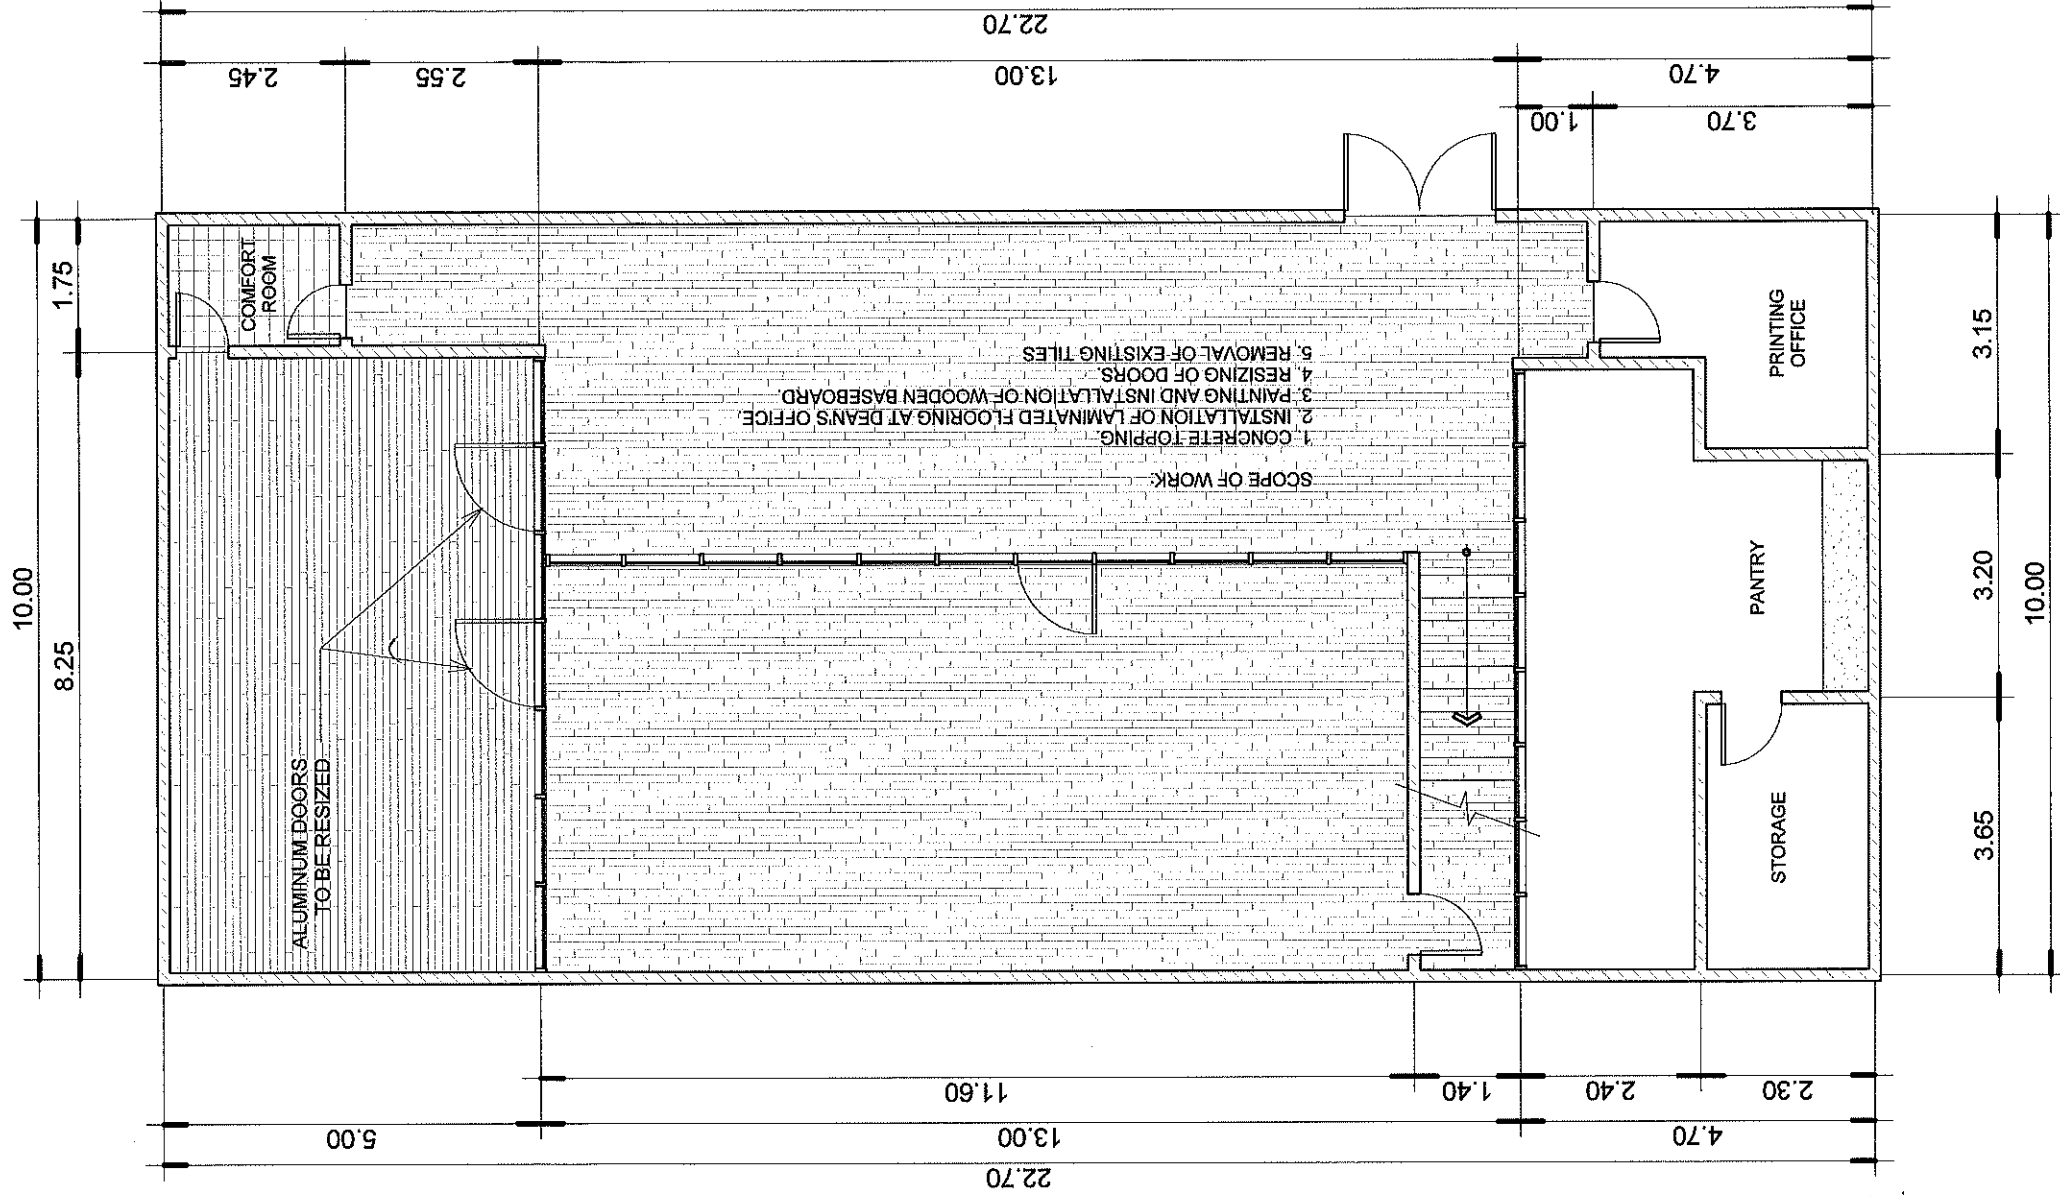 22.70
2.45
2.55
13.00
4.70
1.00
3.70
10.00
1.75
8.25
COMFORT
ROOM
ALUMINUM DOORS
TO BE RESIZED
SCOPE OF WORK:
1. CONCRETE TOPPING.
2. INSTALLATION OF LAMINATED FLOORING AT DEAN'S OFFICE.
3. PAINTING AND INSTALLATION OF WOODEN BASEBOARD
4. RESIZING OF DOORS.
5. REMOVAL OF EXISTING TILES
PRINTING
OFFICE
PANTRY
STORAGE
3.15
3.20
3.65
10.00
11.60
1.40
2.40
2.30
5.00
13.00
4.70
22.70